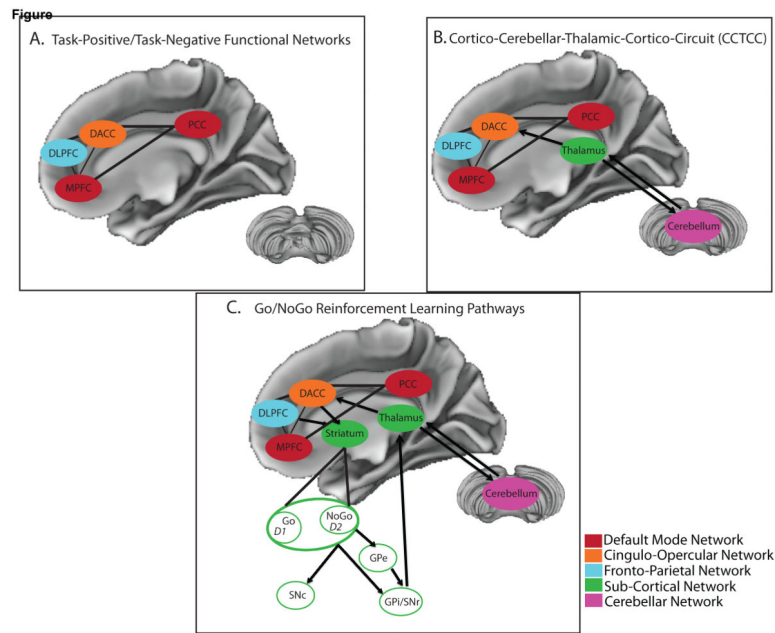 Figure
A. Task-Positive/Task-Negative Functional Networks
DACC
PCC
DLPFC
MPFC
B. Cortico-Cerebellar-Thalamic-Cortico-Circuit (CCTCC)
DACC
PCC
DLPFC
Thalamus
MPFC
Cerebellum
C. Go/NoGo Reinforcement Learning Pathways
DACC
PCC
DLPFC
Thalamus
Striatum
MPFC
Cerebellum
Go
D1
NoGo
D2
GPe
SNc
GPi/SNr
Default Mode Network
Cingulo-Opercular Network
Fronto-Parietal Network
Sub-Cortical Network
Cerebellar Network